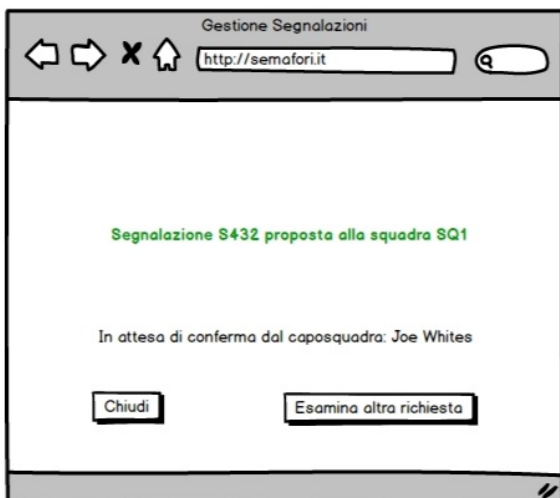 Gestione Segnalazioni
http://semafori.it
Segnalazione S432 proposta alla squadra SQ1
In attesa di conferma dal caposquadra: Joe Whites
Chiudi
Esamina altra richiesta